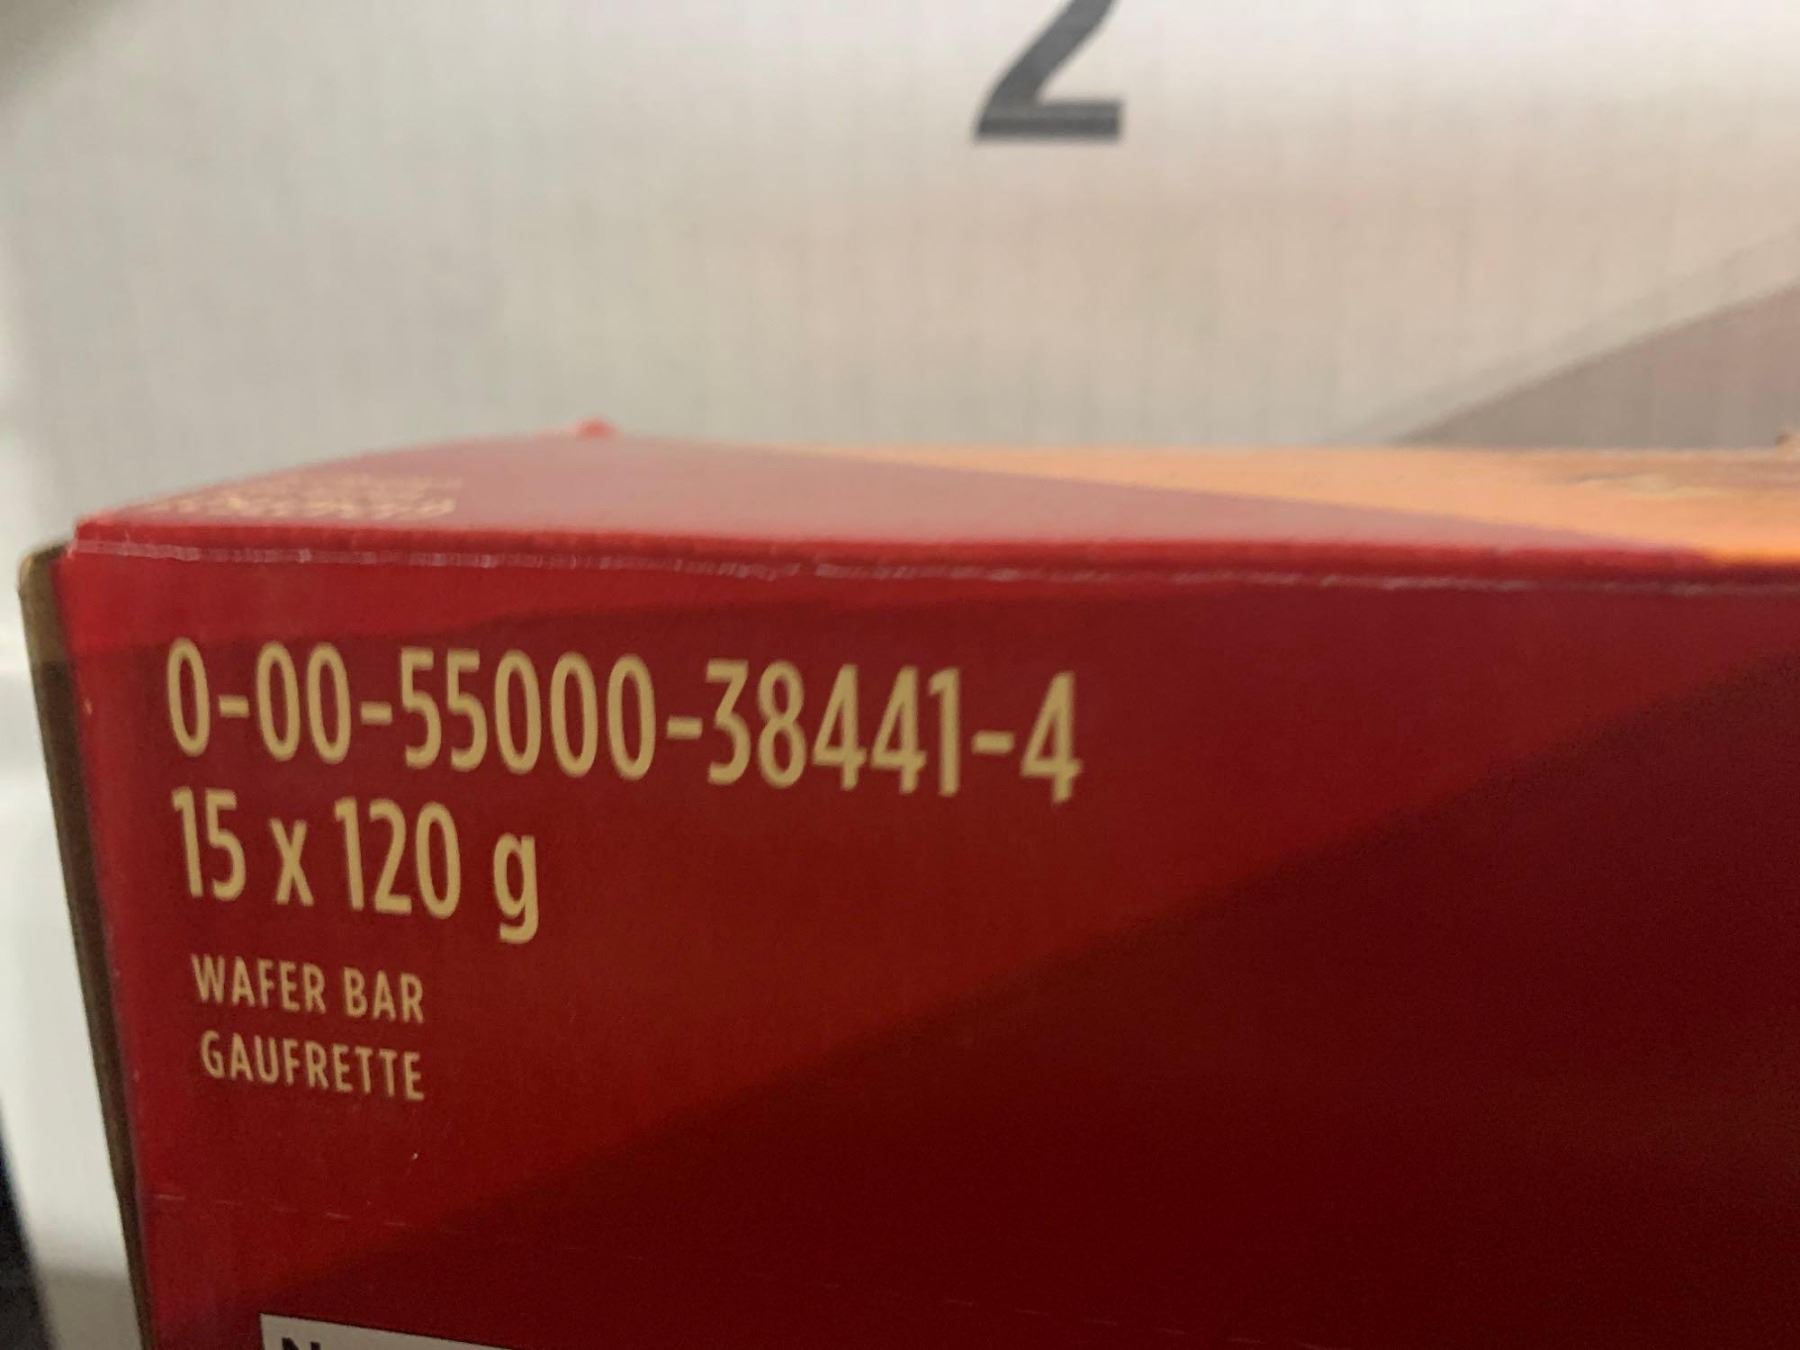 2
0-00-55000-38441-4
15 x 120 g
WAFER BAR
GAUFRETTE